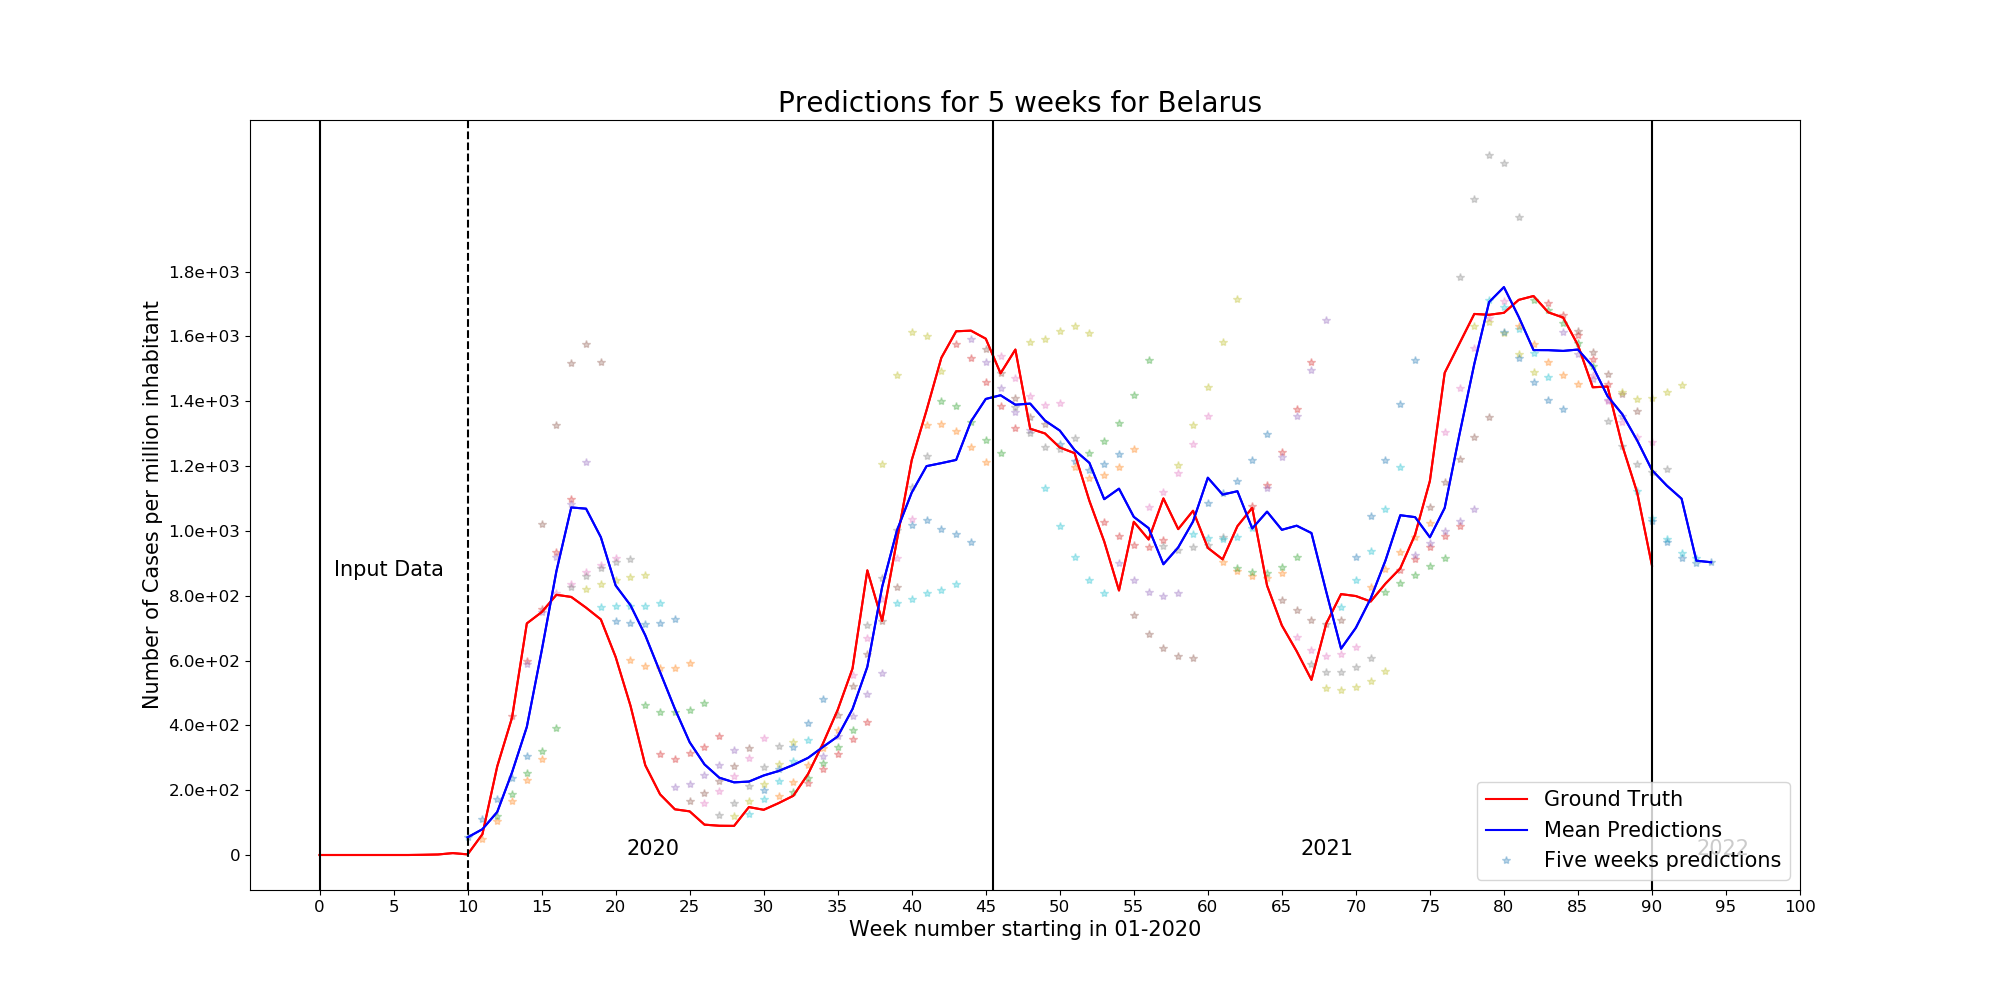 Predictions for 5 weeks for Belarus
Number of Cases per million inhabitant
1.8e+03
1.6e+03
1.4e+03
1.2e+03
1.0e+03
8.0e+02
6.0e+02
4.0e+02
2.0e+02
0
Input Data
2020
2021
2022
Ground Truth
Mean Predictions
Five weeks predictions
0 5 10 15 20 25 30 35 40 45 50 55 60 65 70 75 80 85 90 95 100
Week number starting in 01-2020